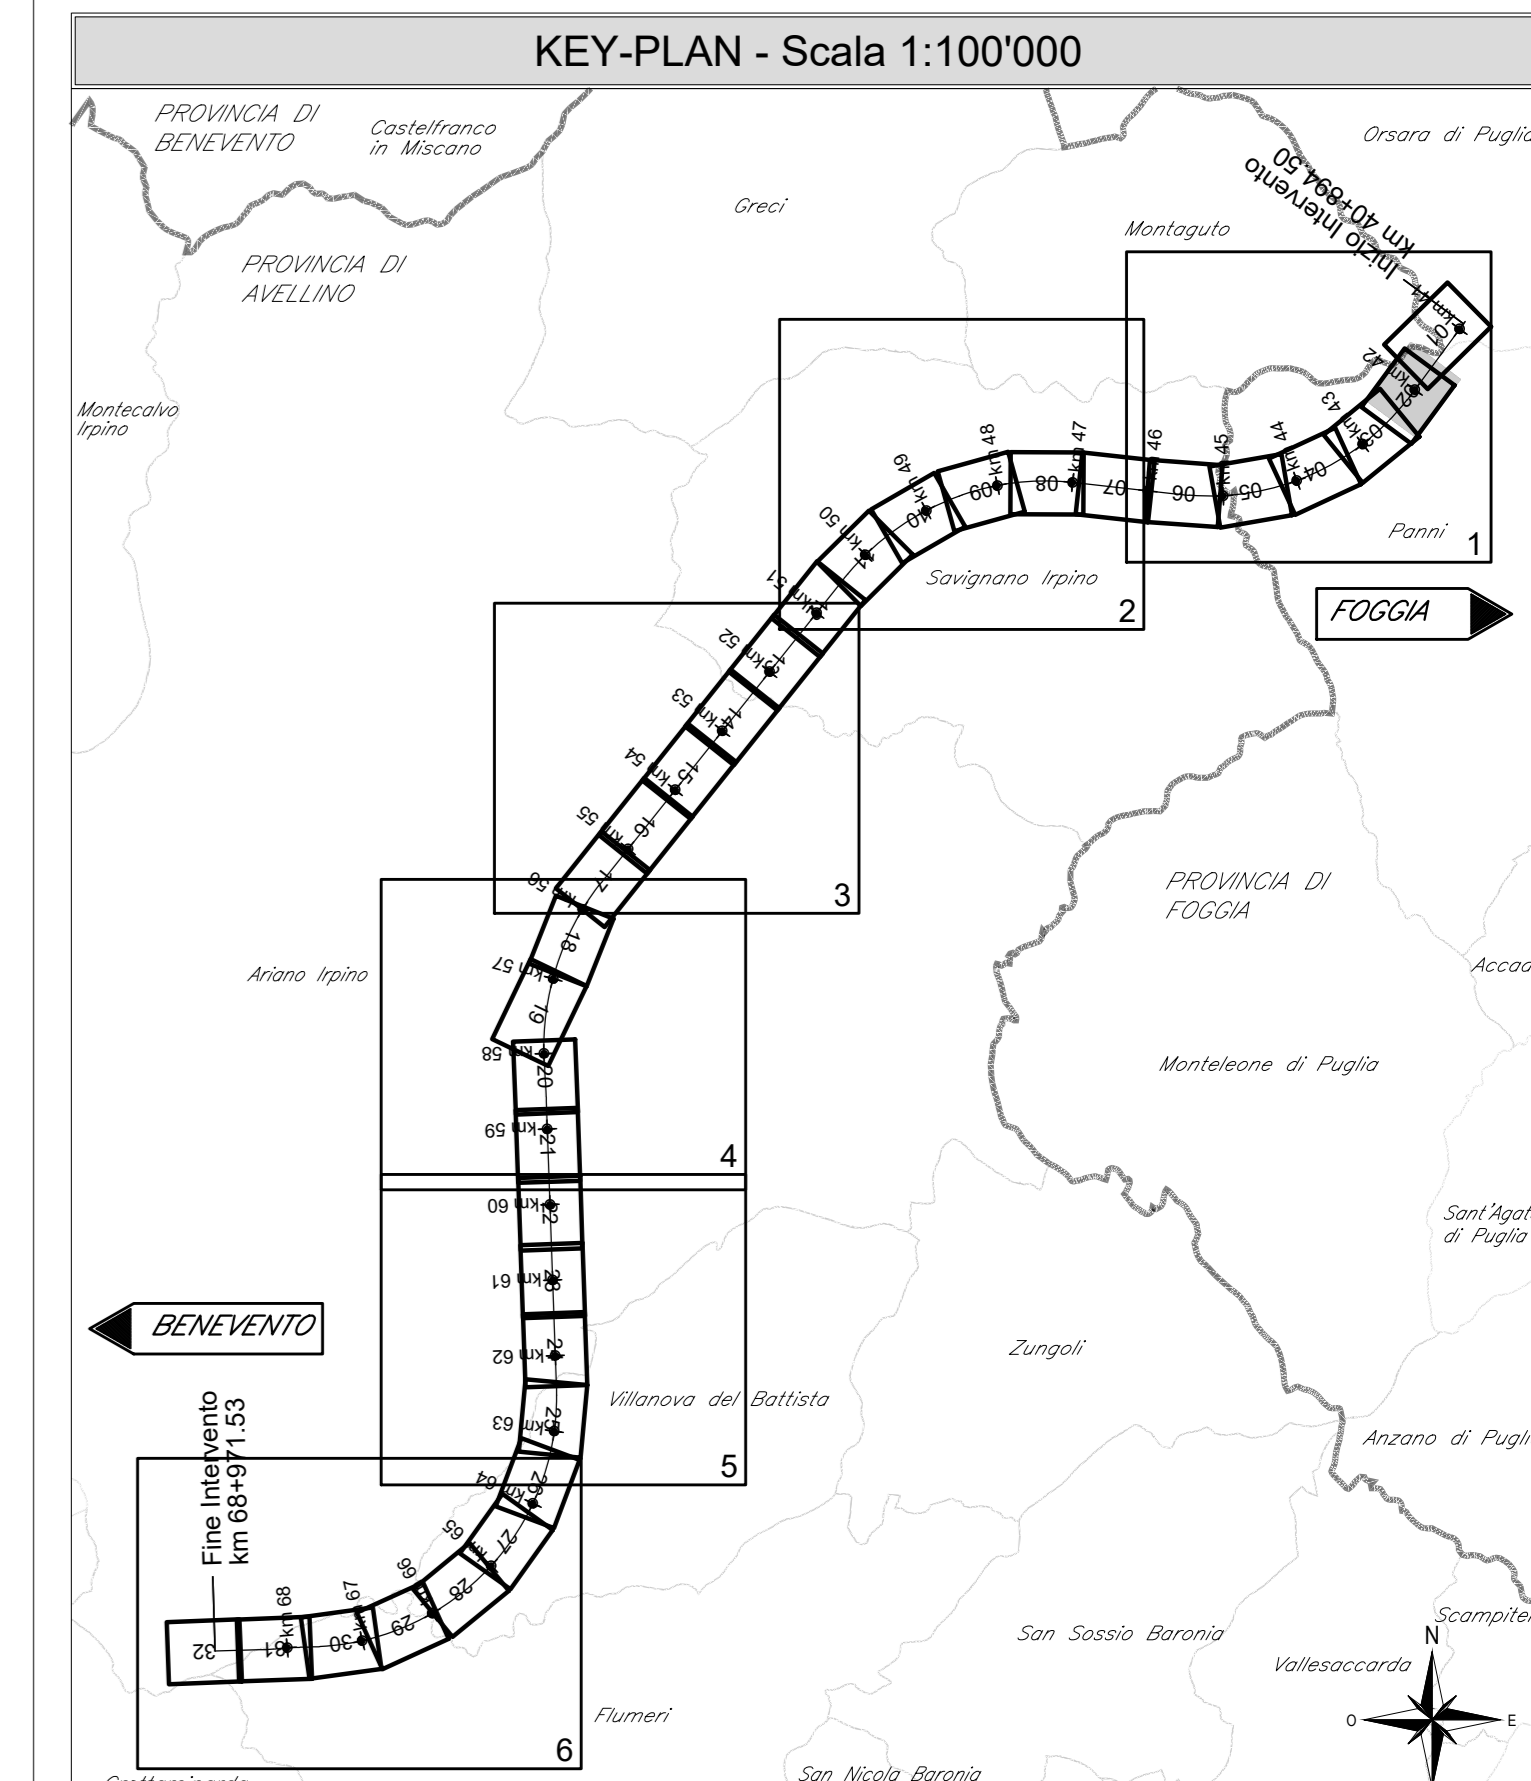 KEY-PLAN - Scala 1:100'000
PROVINCIA DI
BENEVENTO
Castelfranco
in Miscano
Orsara di Puglia
Greci
Montaguto
Inizio Intervento
km 40+894.50
PROVINCIA DI
AVELLINO
Montecalvo
Irpino
km 41
01
km 42
02
km 43
03
km 44
04
km 45
05
km 46
06
km 47
07
km 48
08
km 49
09
km 50
10
km 51
11
km 52
12
km 53
13
km 54
14
km 55
15
km 56
16
17
Panni
1
Savignano Irpino
2
FOGGIA
3
PROVINCIA DI
FOGGIA
Ariano Irpino
km 57
18
km 58
19
20
km 59
21
4
km 60
22
km 61
23
km 62
24
km 63
25
5
Accad
Monteleone di Puglia
Sant'Agat
di Puglia
BENEVENTO
Zungoli
Villanova del Battista
Anzano di Pugli
Fine Intervento
km 68+971.53
km 64
26
km 65
27
km 66
28
km 67
29
km 68
30
31
32
6
Flumeri
San Sossio Baronia
Scampite
Vallesaccarda
N
O
E
San Nicola Baronia